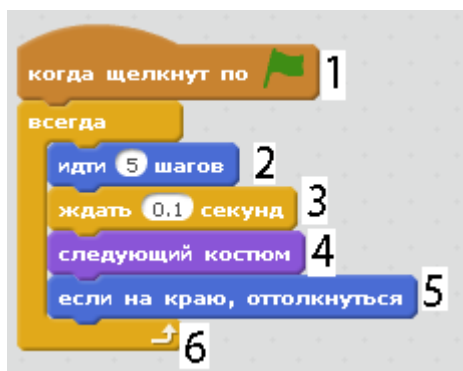 когда щелкнут по 1
всегда
идти 5 шагов 2
ждать 0.1 секунд 3
следующий костюм 4
если на краю, оттолкнуться 5
6